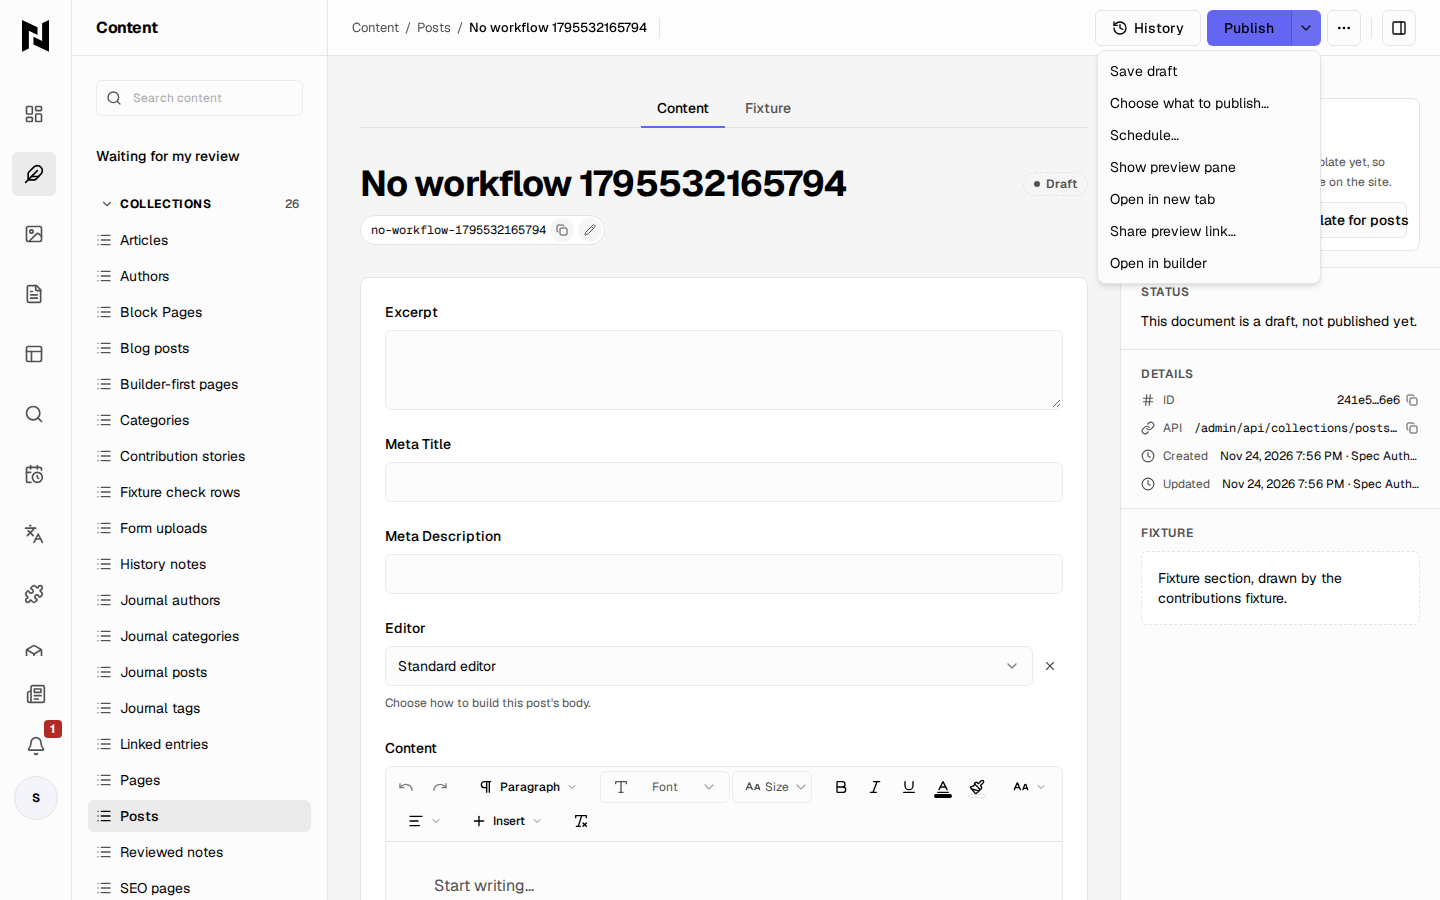 Content
Content / Posts / No workflow 1795532165794
History
Publish
Search content
Waiting for my review
COLLECTIONS 26
Articles
Authors
Block Pages
Blog posts
Builder-first pages
Categories
Contribution stories
Fixture check rows
Form uploads
History notes
Journal authors
Journal categories
Journal posts
Journal tags
Linked entries
Pages
Posts
Reviewed notes
SEO pages
1
S
Content
Fixture
No workflow 1795532165794
Draft
no-workflow-1795532165794
Excerpt
Meta Title
Meta Description
Editor
Standard editor
Choose how to build this post's body.
Content
Paragraph
Font
AA Size
B I U A
AA
Insert
Start writing...
Save draft
Choose what to publish...
Schedule...
Show preview pane
Open in new tab
Share preview link...
Open in builder
yet, so
on the site.
for posts
STATUS
This document is a draft, not published yet.
DETAILS
ID 241e5...6e6
API /admin/api/collections/posts...
Created Nov 24, 2026 7:56 PM · Spec Auth...
Updated Nov 24, 2026 7:56 PM · Spec Auth...
FIXTURE
Fixture section, drawn by the
contributions fixture.